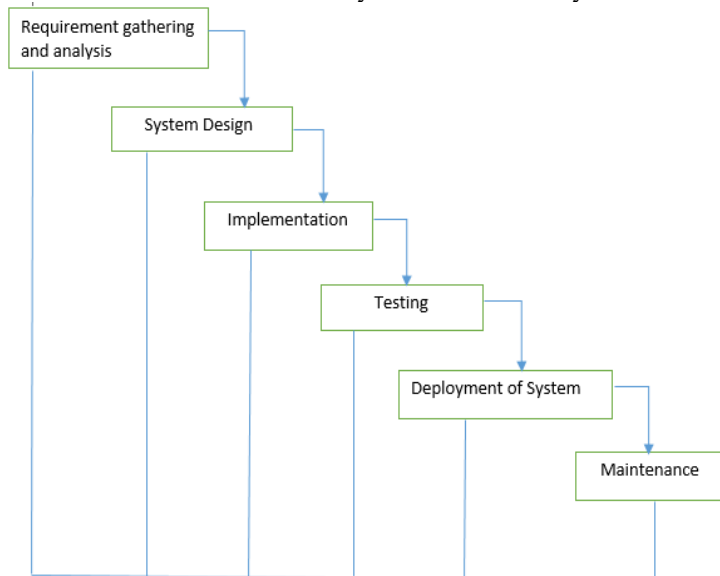 Requirement gathering
and analysis
System Design
Implementation
Testing
Deployment of System
Maintenance